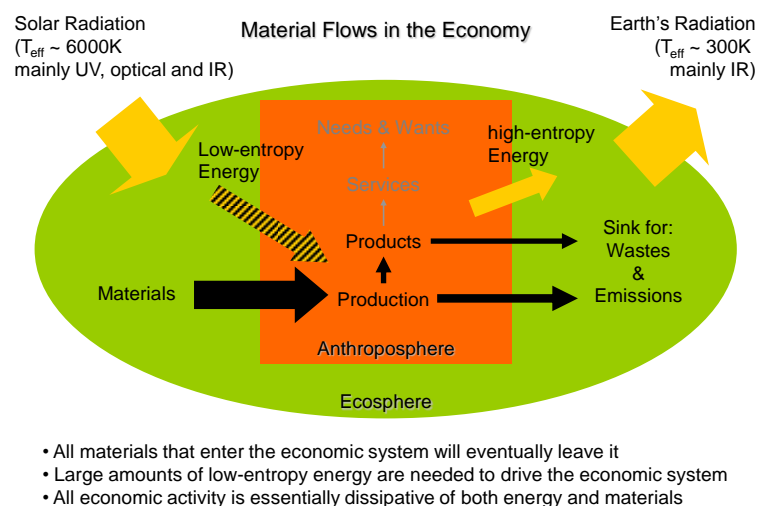 Solar Radiation
(Teff ~ 6000K
mainly UV, optical and IR)
Material Flows in the Economy
Earth's Radiation
(Teff ~ 300K
mainly IR)
Needs & Wants
high-entropy
Energy
Low-entropy
Energy
Services
Products
Sink for:
Wastes
&
Emissions
Materials
Production
Anthroposphere
Ecosphere
• All materials that enter the economic system will eventually leave it
• Large amounts of low-entropy energy are needed to drive the economic system
• All economic activity is essentially dissipative of both energy and materials